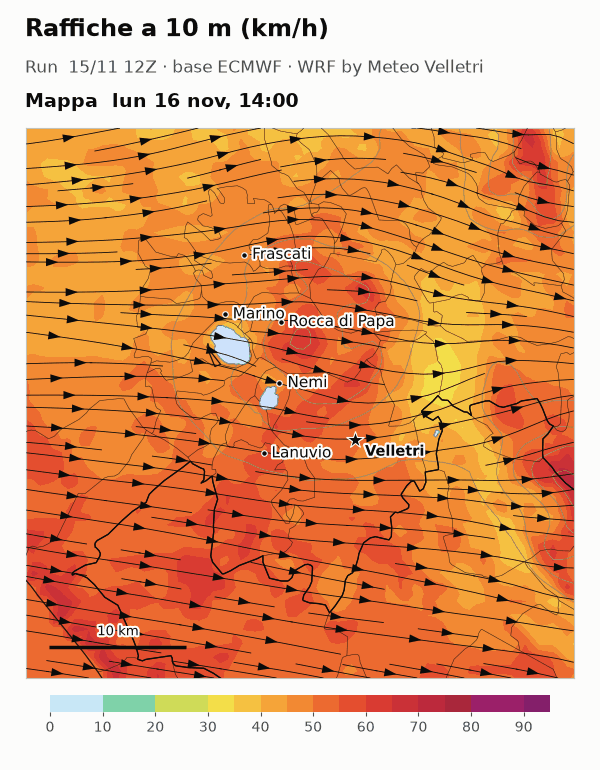 Raffiche a 10 m (km/h)
Run  15/11 12Z · base ECMWF · WRF by Meteo Velletri
Mappa  lun 16 nov, 14:00
Frascati
Marino
Rocca di Papa
Nemi
Velletri
Lanuvio
10 km
0 10 20 30 40 50 60 70 80 90